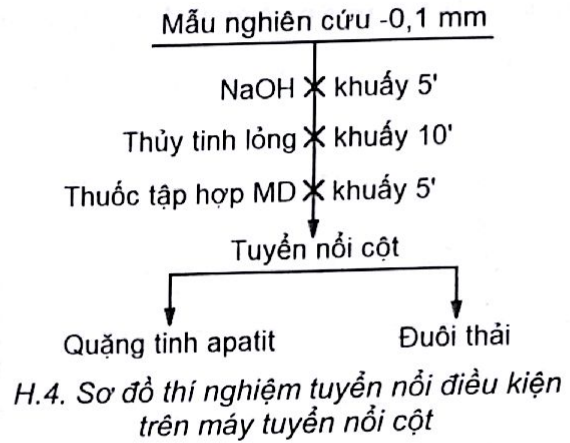 Mẫu nghiên cứu -0,1 mm
NaOH khuấy 5'
Thủy tinh lỏng khuấy 10'
Thuốc tập hợp MD khuấy 5'
Tuyển nổi cột
Quặng tinh apatit Đuôi thải
H.4. Sơ đồ thí nghiệm tuyển nổi điều kiện
trên máy tuyển nổi cột